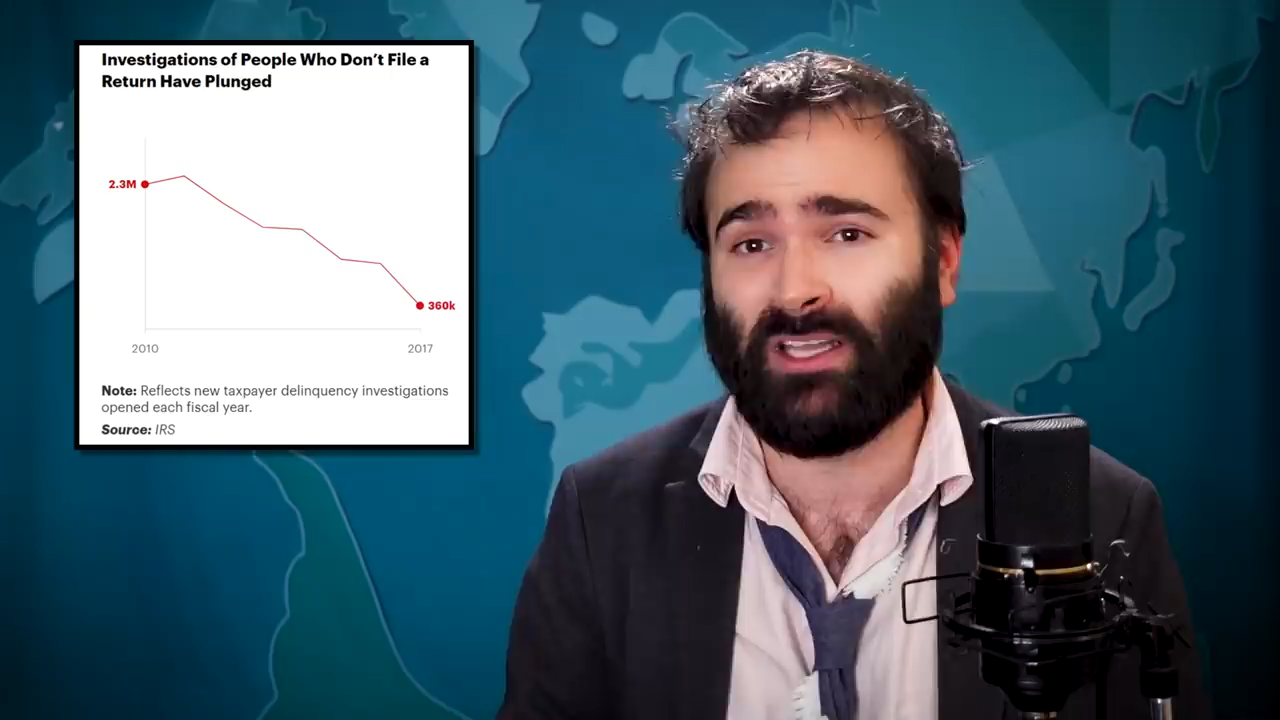 Investigations of People Who Don't File a
Return Have Plunged
2.3M
360k
2010
2017
Note: Reflects new taxpayer delinquency investigations
opened each fiscal year.
Source: IRS